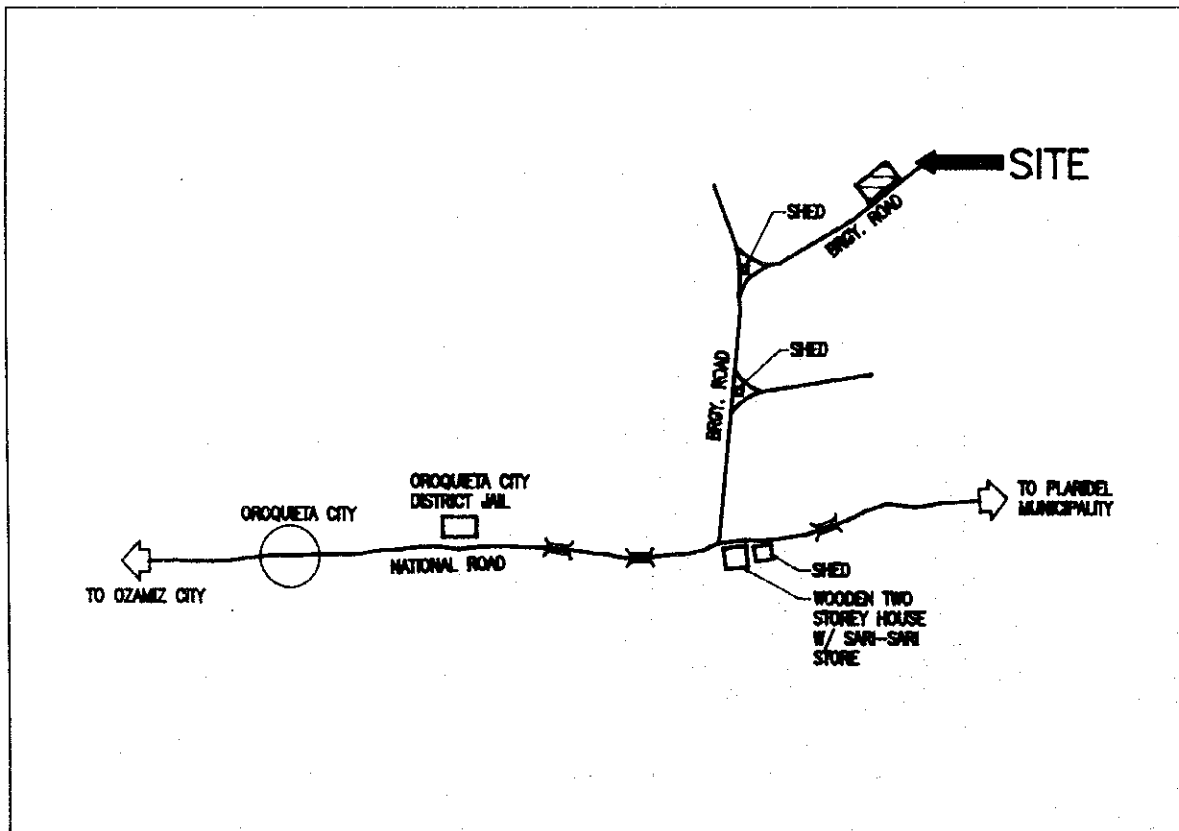 SITE
SHED
BRGY. ROAD
SHED
BRGY. ROAD
OROQUIETA CITY
DISTRICT JAIL
OROQUIETA CITY
TO PLARIDEL
MUNICIPALITY
NATIONAL ROAD
TO OZAMIZ CITY
SHED
WOODEN TWO
STOREY HOUSE
W/ SARI-SARI
STORE